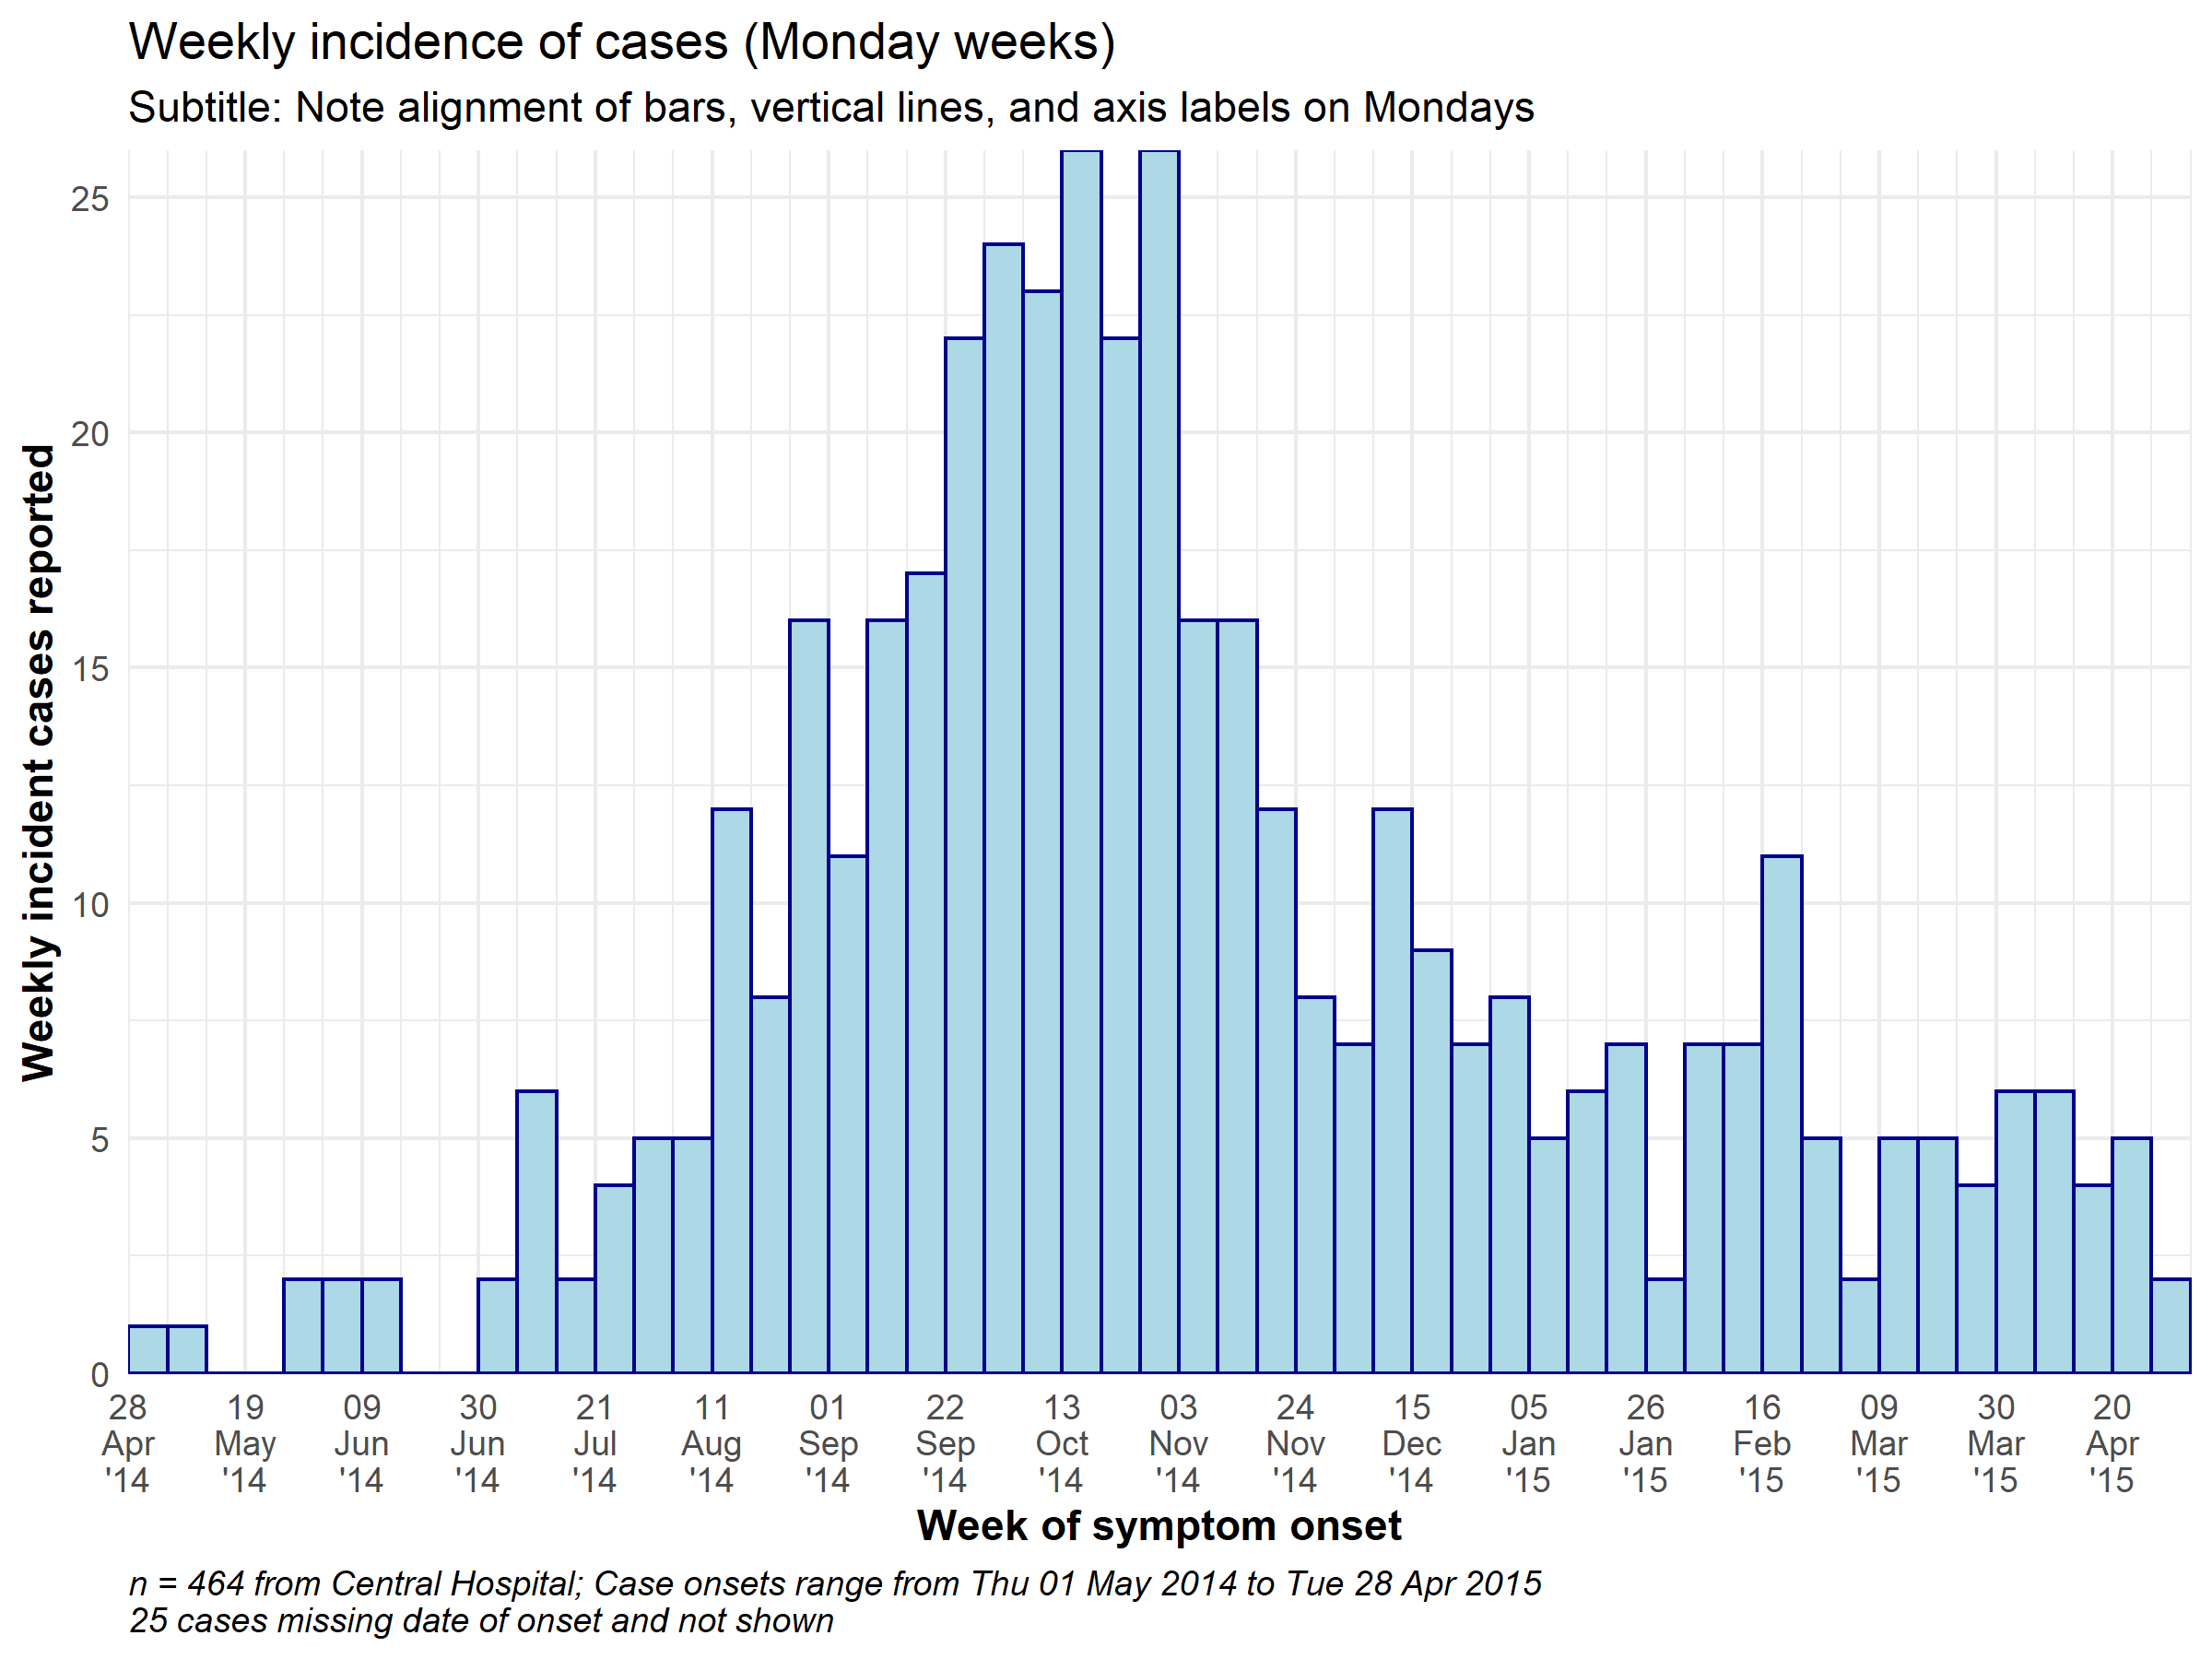 Weekly incidence of cases (Monday weeks)
Subtitle: Note alignment of bars, vertical lines, and axis labels on Mondays
Weekly incident cases reported
25
20
15
10
5
0
28 Apr '14
19 May '14
09 Jun '14
30 Jun '14
21 Jul '14
11 Aug '14
01 Sep '14
22 Sep '14
13 Oct '14
03 Nov '14
24 Nov '14
15 Dec '14
05 Jan '15
26 Jan '15
16 Feb '15
09 Mar '15
30 Mar '15
20 Apr '15
Week of symptom onset
n = 464 from Central Hospital; Case onsets range from Thu 01 May 2014 to Tue 28 Apr 2015
25 cases missing date of onset and not shown